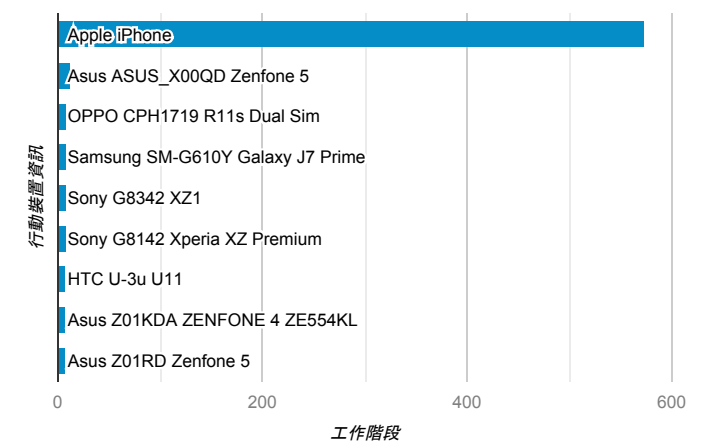 Apple iPhone
Asus ASUS_X00QD Zenfone 5
OPPO CPH1719 R11s Dual Sim
Samsung SM-G610Y Galaxy J7 Prime
Sony G8342 XZ1
Sony G8142 Xperia XZ Premium
HTC U-3u U11
Asus Z01KDA ZENFONE 4 ZE554KL
Asus Z01RD Zenfone 5
行動裝置資訊
0 200 400 600
工作階段